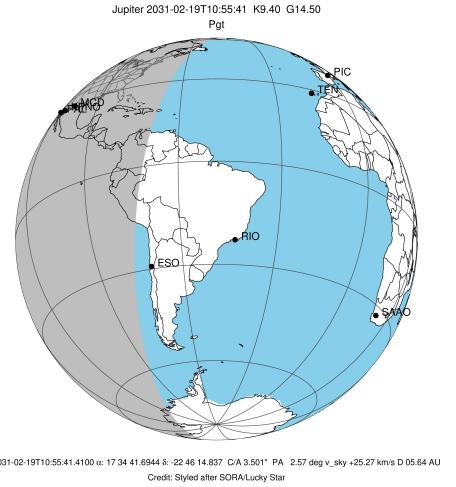 Jupiter 2031-02-19T10:55:41 K9.40 G14.50
Pgt
PIC
TEN
MCD
RIO
ESO
SAAO
031-02-19T10:55:41.4100 α: 17 34 41.6944 δ: -22 46 14.837 C/A 3.501" PA 2.57 deg v_sky +25.27 km/s D 05.64 AU
Credit: Styled after SORA/Lucky Star